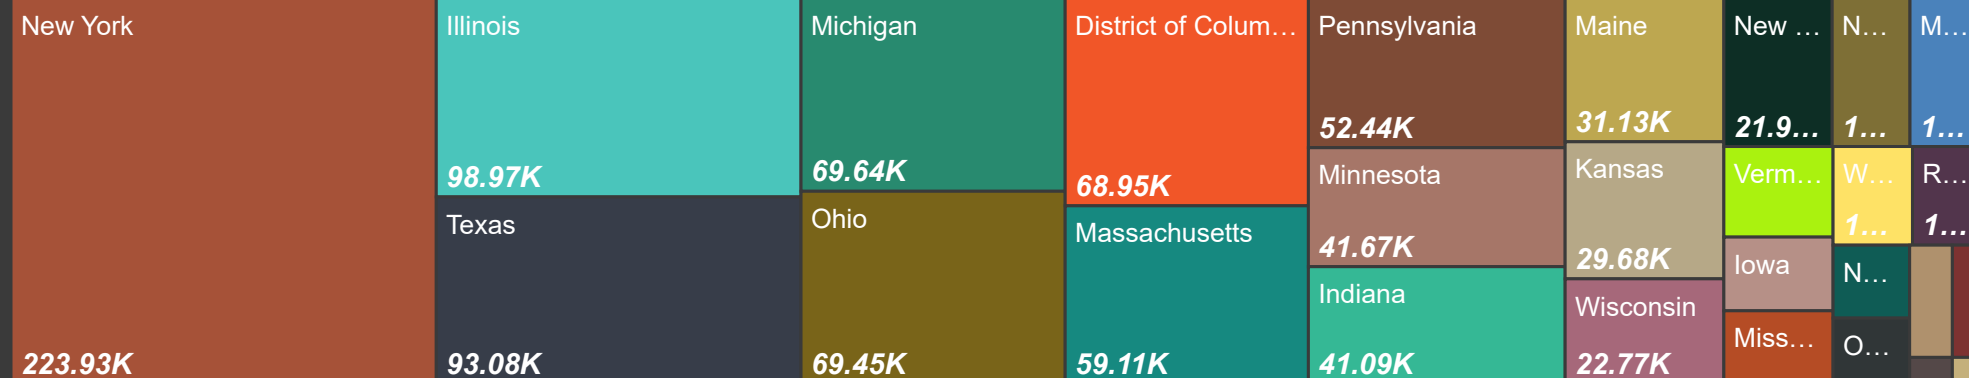 New York
223.93K
Illinois
98.97K
Texas
93.08K
Michigan
69.64K
Ohio
69.45K
District of Colum…
68.95K
Massachusetts
59.11K
Pennsylvania
52.44K
Minnesota
41.67K
Indiana
41.09K
Maine
31.13K
Kansas
29.68K
Wisconsin
22.77K
New …
21.9…
Verm…
Iowa
Miss…
N…
1…
W…
1…
N…
O…
M…
1…
R…
1…